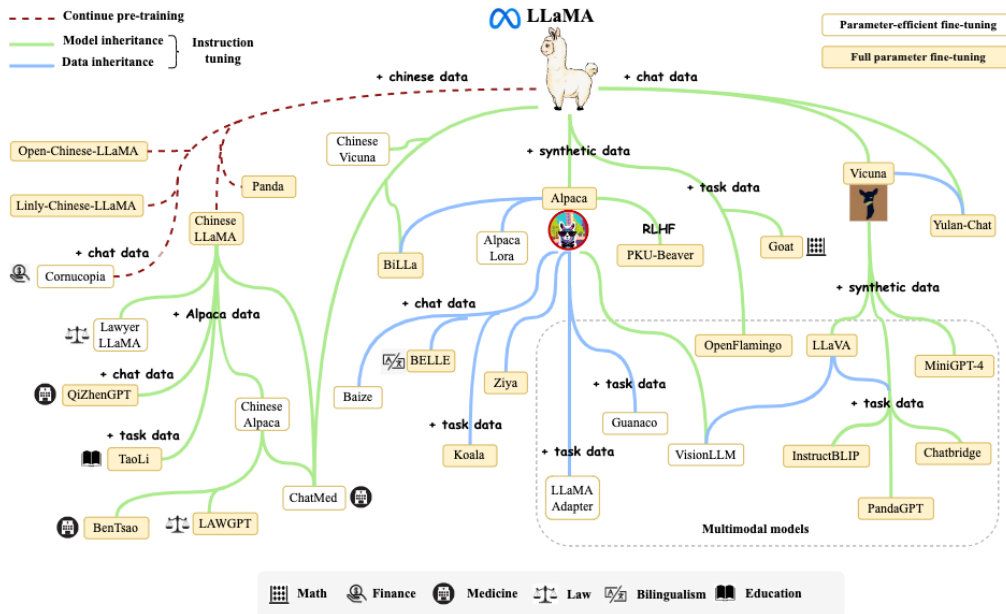 Continue pre-training
Model inheritance
Data inheritance
Instruction
tuning
LLaMA
Parameter-efficient fine-tuning
Full parameter fine-tuning
+ chinese data
+ chat data
Chinese
Vicuna
+ synthetic data
Open-Chinese-LLaMA
Panda
Vicuna
+ task data
Linly-Chinese-LLaMA
Alpaca
Chinese
LLaMA
Yulan-Chat
RLHF
Alpaca
Lora
Goat
BiLLa
PKU-Beaver
+ chat data
Cornucopia
+ synthetic data
+ chat data
+ Alpaca data
Lawyer
LLaMA
OpenFlamingo
LLaVA
BELLE
MiniGPT-4
+ chat data
QiZhenGPT
Ziya
+ task data
Baize
Chinese
Alpaca
+ task data
Guanaco
+ task data
+ task data
TaoLi
Koala
VisionLLM
InstructBLIP
Chatbridge
+ task data
ChatMed
LLaMA
Adapter
PandaGPT
BenTsao
LAWGPT
Multimodal models
Math
Finance
Medicine
Law
Bilingualism
Education